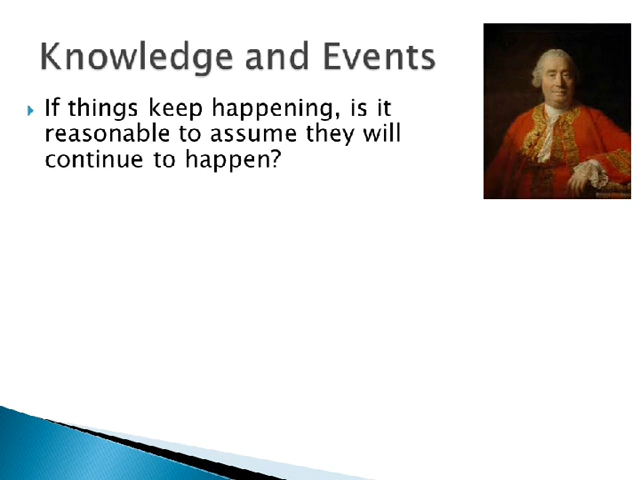 Knowledge and Events
If things keep happening, is it
reasonable to assume they will
continue to happen?